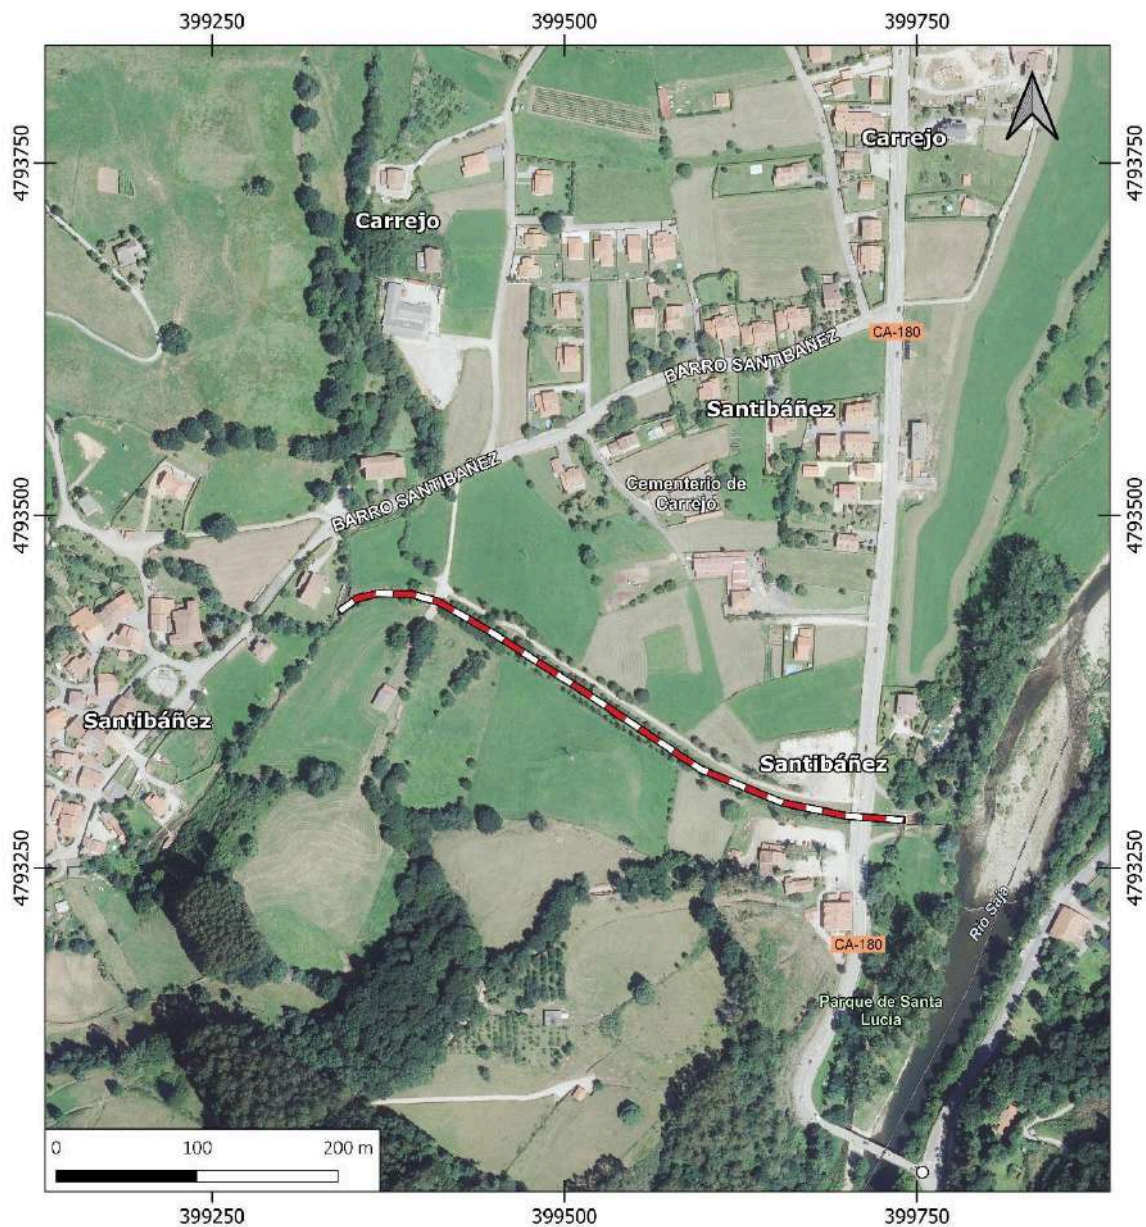 399250 399500 399750
4793750
Carrejo
4793750
Carrejo
CA-180
BARRO SANTIBAÑEZ
Santibáñez
Cementerio de
Carrejo
BARRO SANTIBAÑEZ
4793500
4793500
Santibáñez
Santibáñez
4793250
4793250
Río Saja
CA-180
Parque de Santa
Lucía
0 100 200 m
399250 399500 399750